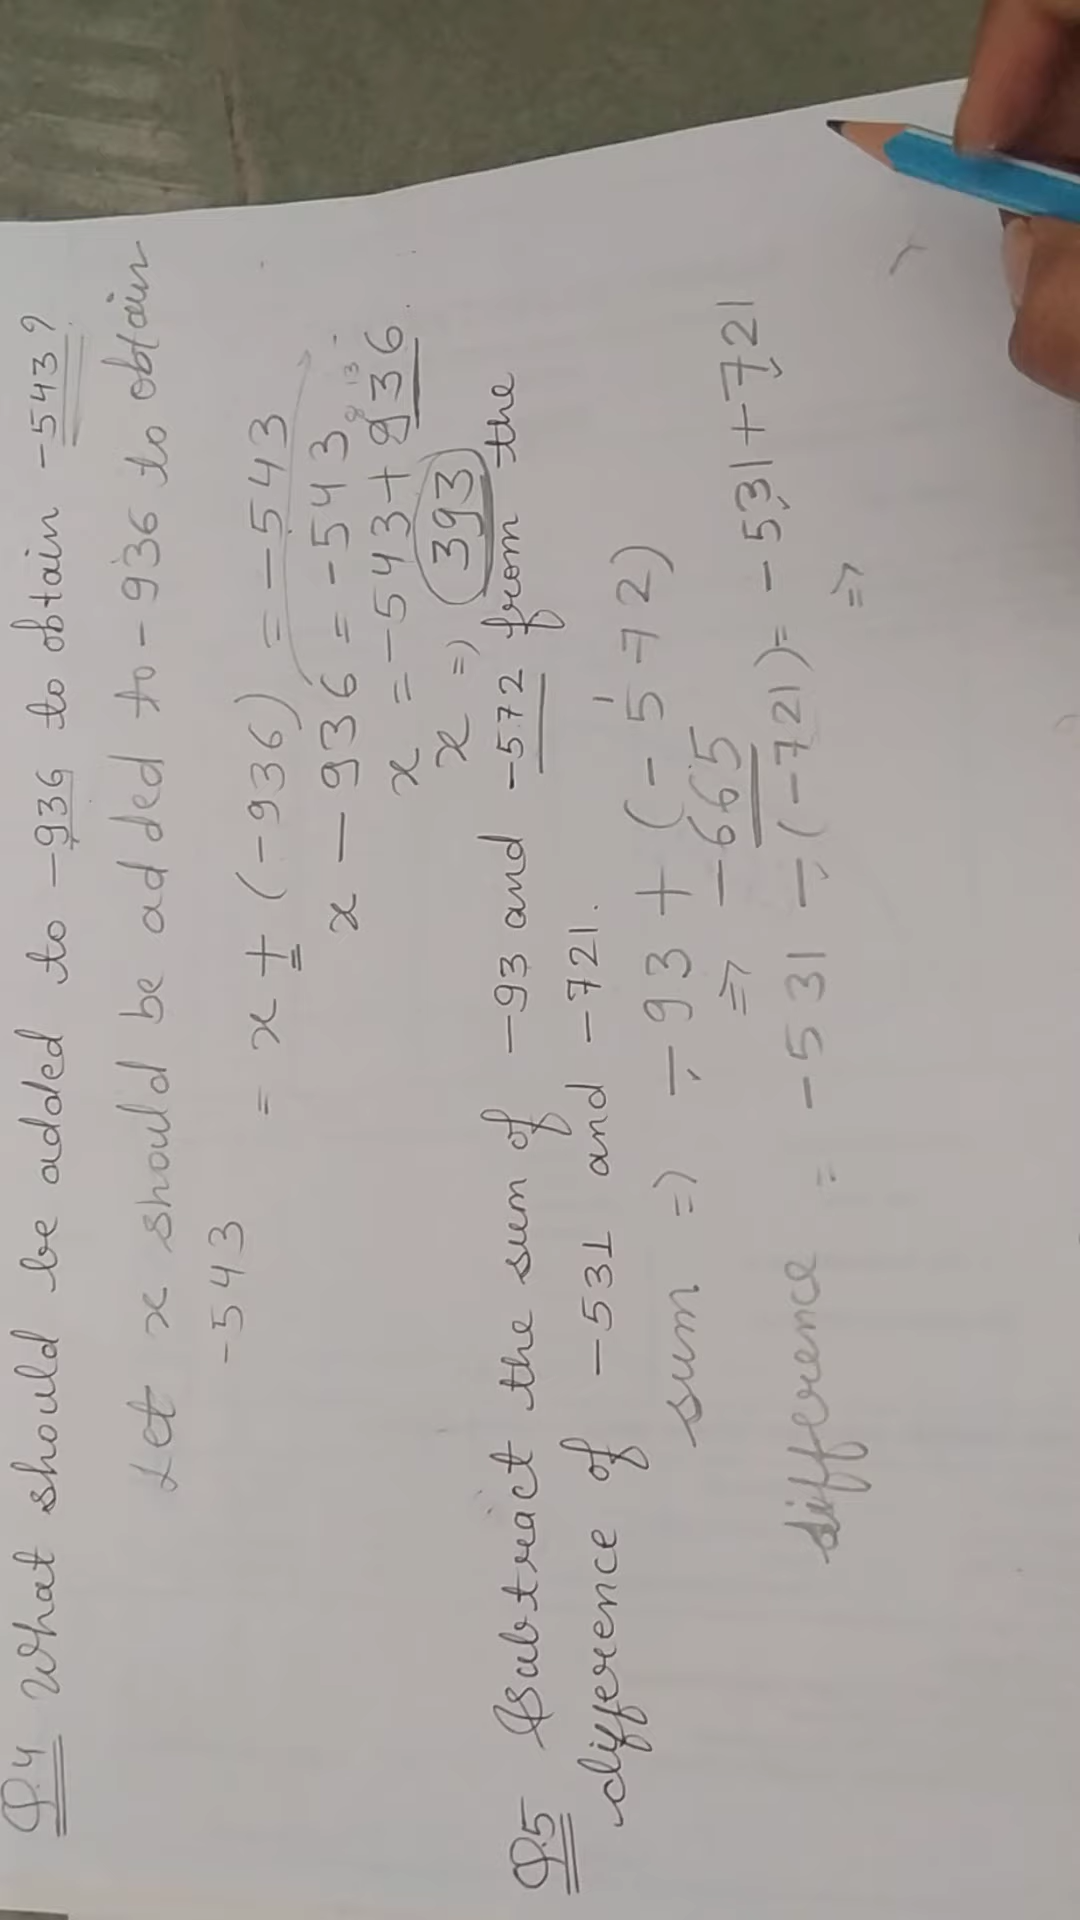 Q.4 What should be added to -936 to obtain -543?
Let x should be added to -936 to obtain
-543
= x + (-936) = -543
x - 936 = -543
x = -543 + 936
x => 393
Q.5 Subtract the sum of -93 and -572 from the
difference of -531 and -721.
sum => -93 + (-572)
=> -665
difference = -531 - (-721) = -531 + 721
=>